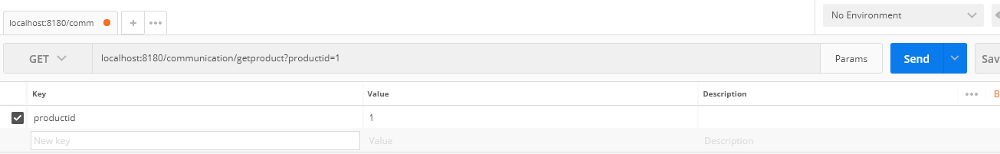 localhost:8180/comm
No Environment
GET localhost:8180/communication/getproduct?productid=1 Params Send Sav
Key Value Description B
productid 1
New key Value Description